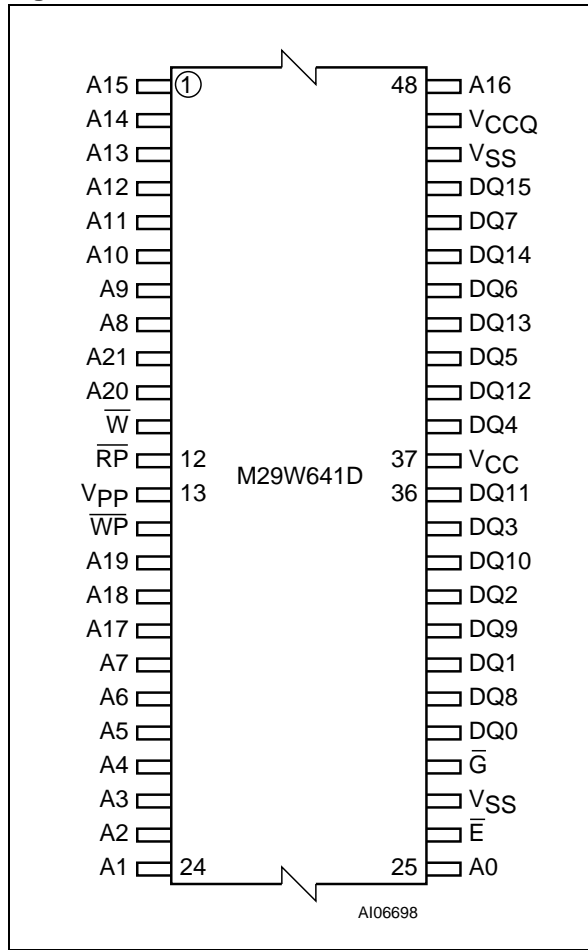 A15 ① 48 A16
A14 VCCQ
A13 VSS
A12 DQ15
A11 DQ7
A10 DQ14
A9 DQ6
A8 DQ13
A21 DQ5
A20 DQ12
W̅ DQ4
R̅P̅ 12 37 VCC
VPP 13 M29W641D 36 DQ11
W̅P̅ DQ3
A19 DQ10
A18 DQ2
A17 DQ9
A7 DQ1
A6 DQ8
A5 DQ0
A4 G̅
A3 VSS
A2 E̅
A1 24 25 A0
AI06698